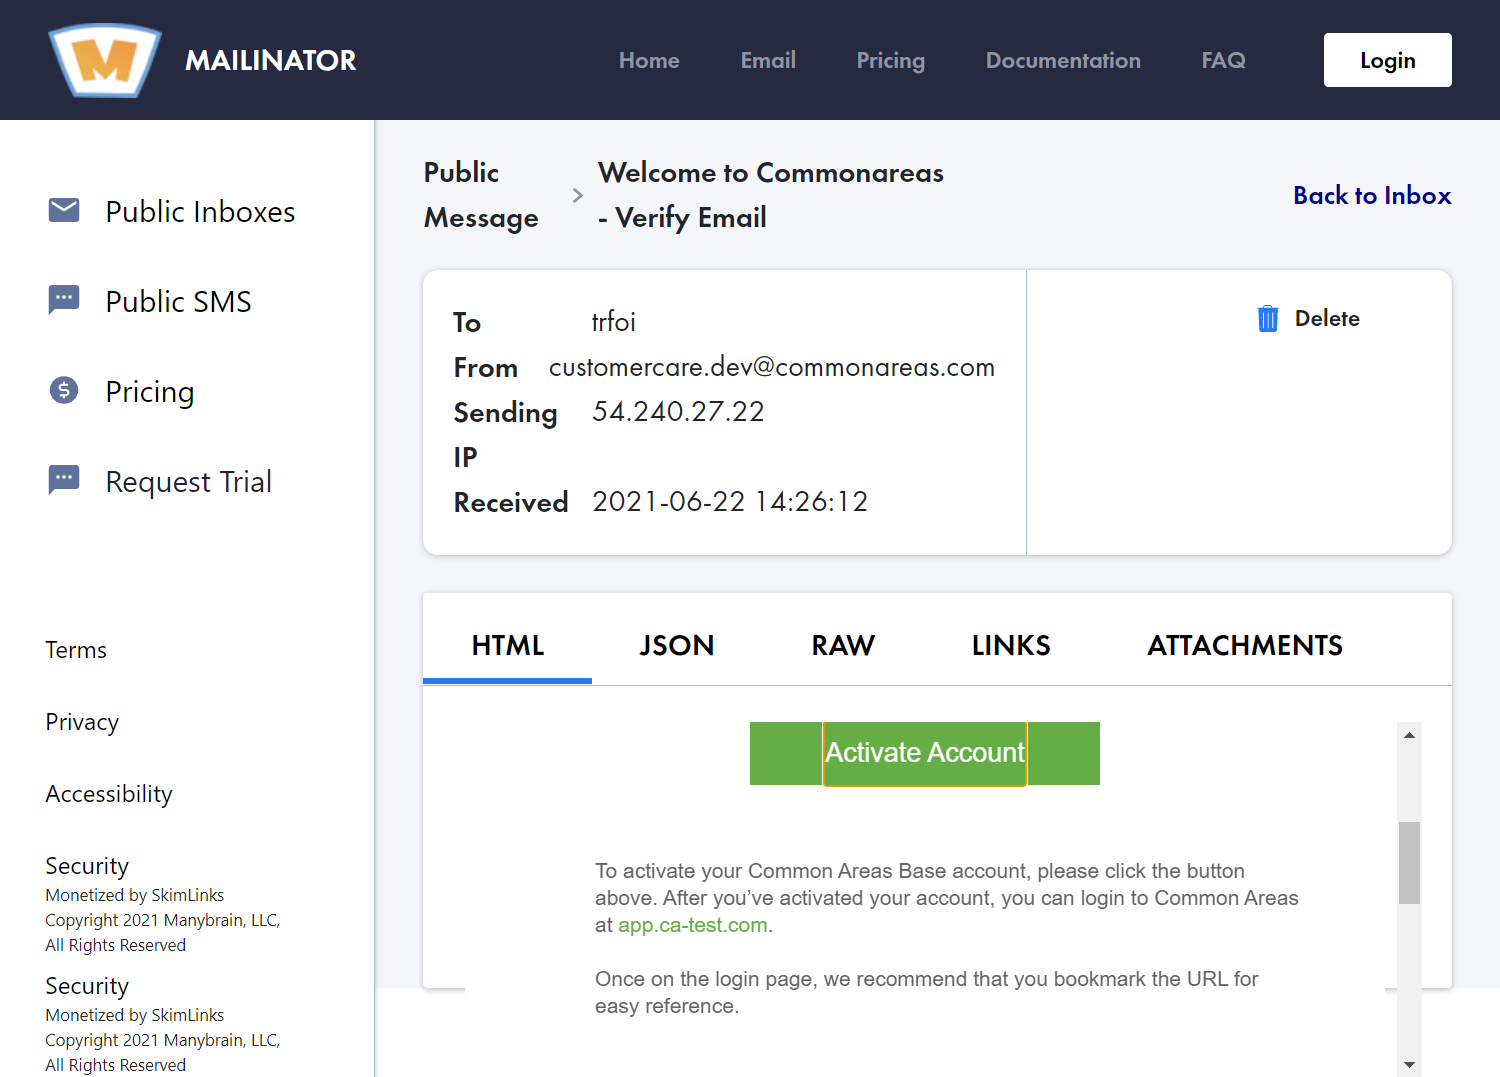 MAILINATOR
Home
Email
Pricing
Documentation
FAQ
Login
Public Inboxes
Public SMS
Pricing
Request Trial
Terms
Privacy
Accessibility
Security
Monetized by SkimLinks
Copyright 2021 Manybrain, LLC,
All Rights Reserved
Security
Monetized by SkimLinks
Copyright 2021 Manybrain, LLC,
All Rights Reserved
Public
Message
>
Welcome to Commonareas
- Verify Email
Back to Inbox
To trfoi
From customercare.dev@commonareas.com
Sending 54.240.27.22
IP
Received 2021-06-22 14:26:12
Delete
HTML
JSON
RAW
LINKS
ATTACHMENTS
Activate Account
To activate your Common Areas Base account, please click the button
above. After you’ve activated your account, you can login to Common Areas
at app.ca-test.com.
Once on the login page, we recommend that you bookmark the URL for
easy reference.